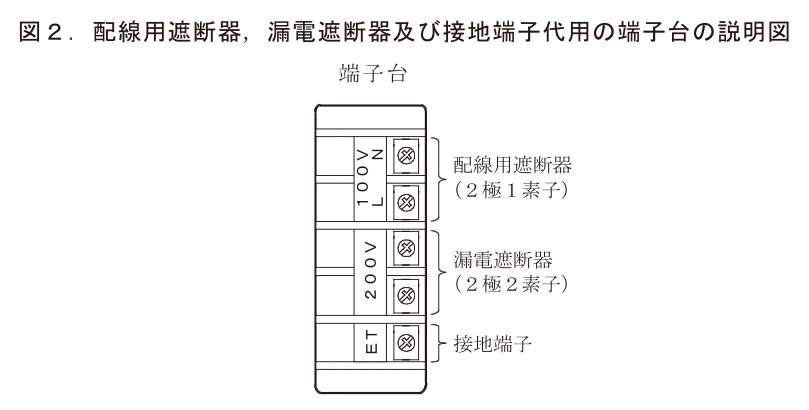 図２．配線用遮断器，漏電遮断器及び接地端子代用の端子台の説明図
端子台
100V
N
L
配線用遮断器
（２極１素子）
200V
漏電遮断器
（２極２素子）
ET
接地端子